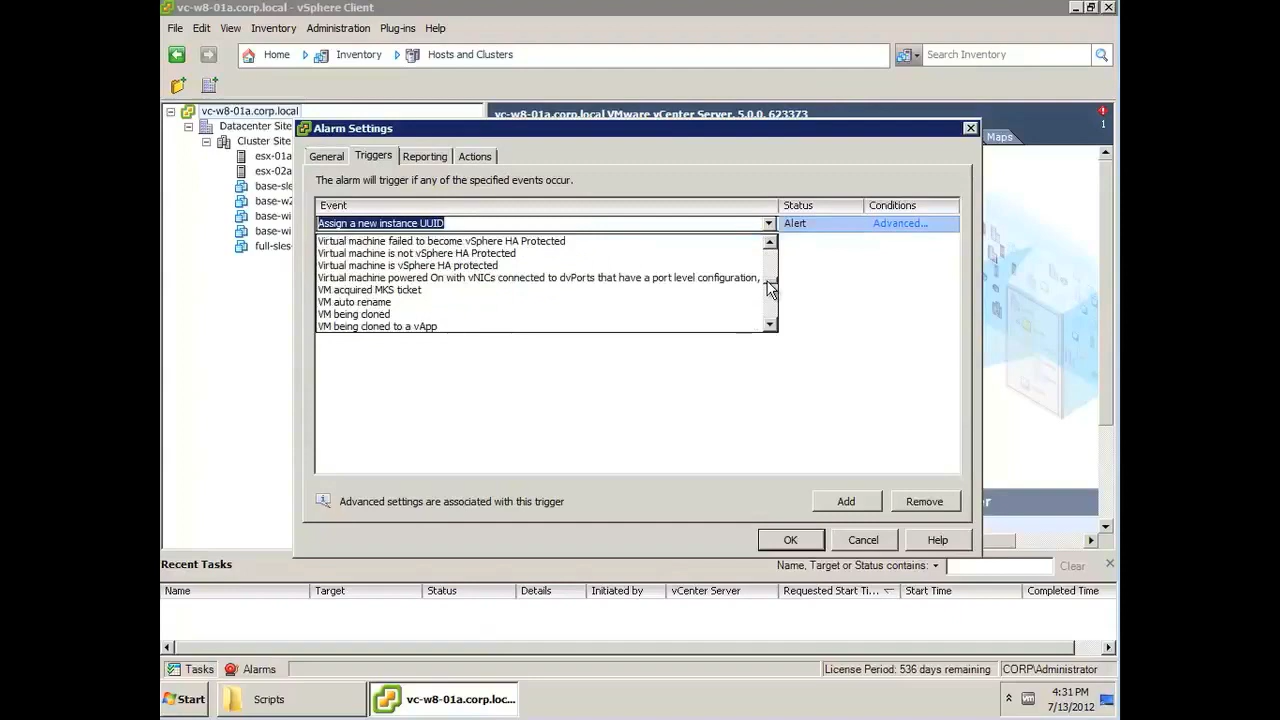 vc-w8-01a.corp.local - vSphere Client
File Edit View Inventory Administration Plug-ins Help
Home Inventory Hosts and Clusters Search Inventory
vc-w8-01a.corp.local
vc-w8-01a.corp.local VMware vCenter Server, 5.0.0, 623373
1
Datacenter Site
Cluster Site
esx-01a
esx-02a
base-sle
base-w2
base-wi
base-wi
full-sles
Maps
Alarm Settings
General Triggers Reporting Actions
The alarm will trigger if any of the specified events occur.
Event Status Conditions
Assign a new instance UUID Alert Advanced...
Virtual machine failed to become vSphere HA Protected
Virtual machine is not vSphere HA Protected
Virtual machine is vSphere HA protected
Virtual machine powered On with vNICs connected to dvPorts that have a port level configuration,
VM acquired MKS ticket
VM auto rename
VM being cloned
VM being cloned to a vApp
Advanced settings are associated with this trigger
Add Remove
OK Cancel Help
Recent Tasks Name, Target or Status contains: Clear
Name Target Status Details Initiated by vCenter Server Requested Start Ti... Start Time Completed Time
Tasks Alarms License Period: 536 days remaining CORP\Administrator
Start Scripts vc-w8-01a.corp.loc... 4:31 PM
7/13/2012